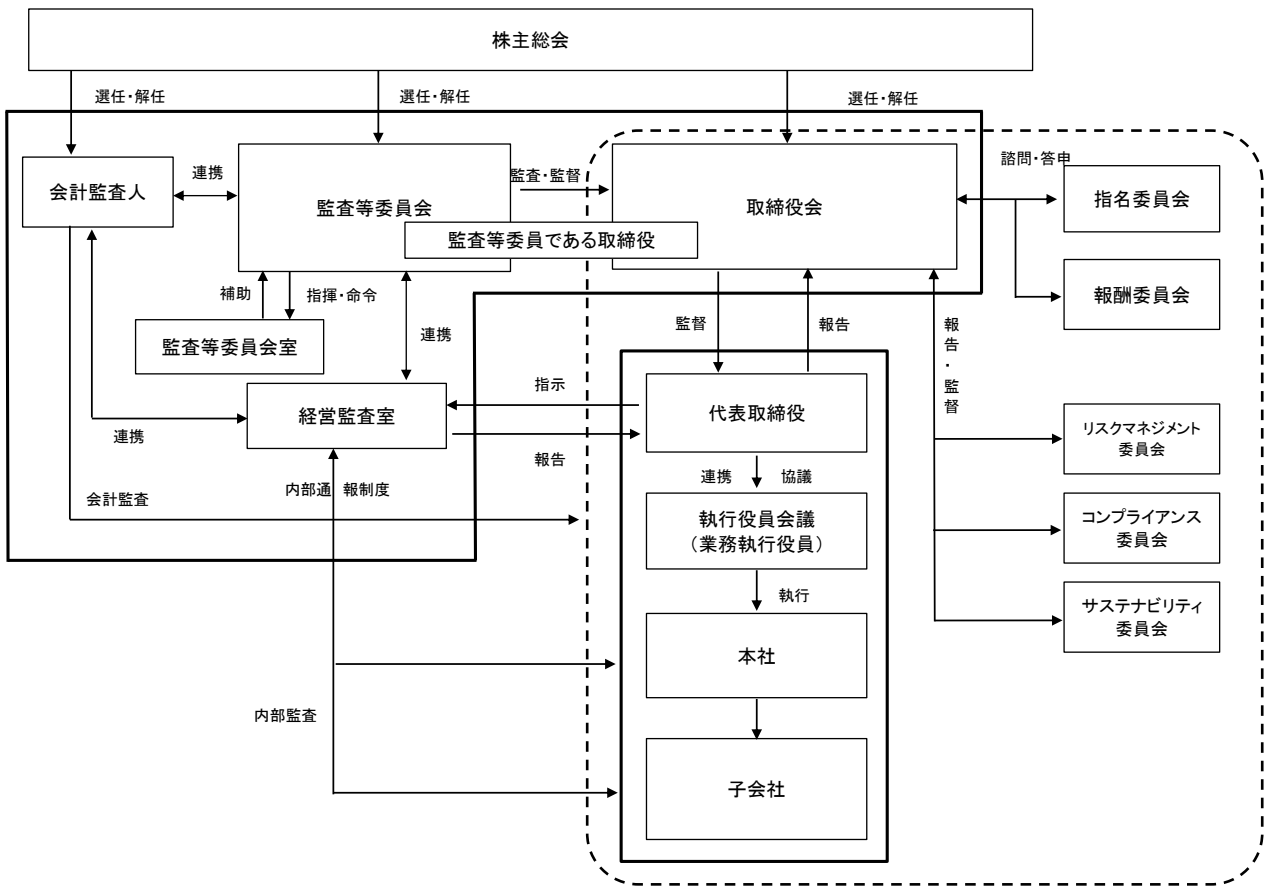 株主総会
選任・解任
選任・解任
選任・解任
会計監査人
連携
監査等委員会
監査・監督
取締役会
諮問・答申
指名委員会
監査等委員である取締役
報酬委員会
補助
指揮・命令
連携
監査等委員会室
監督
報告
報告・監督
経営監査室
指示
代表取締役
連携
報告
リスクマネジメント
委員会
内部通 報制度
会計監査
連携
協議
執行役員会議
(業務執行役員)
コンプライアンス
委員会
執行
サステナビリティ
委員会
本社
内部監査
子会社